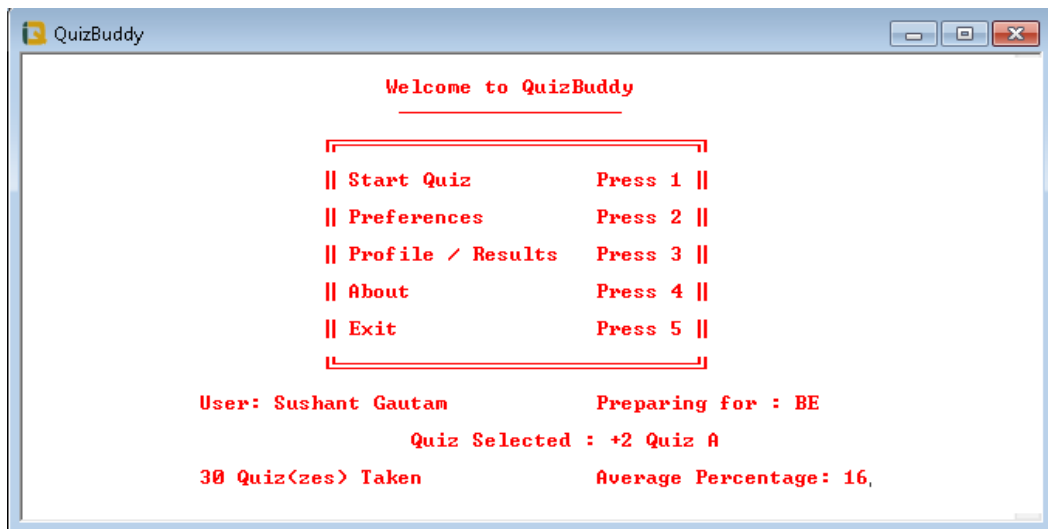 QuizBuddy
Welcome to QuizBuddy
Start Quiz Press 1
Preferences Press 2
Profile / Results Press 3
About Press 4
Exit Press 5
User: Sushant Gautam Preparing for : BE
Quiz Selected : +2 Quiz A
30 Quiz(zes) Taken Average Percentage: 16